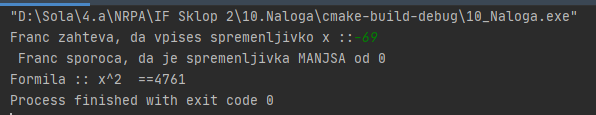 "D:\Sola\4.a\NRPA\IF Sklop 2\10.Naloga\cmake-build-debug\10_Naloga.exe"
Franc zahteva, da vpises spremenljivko x ::-69
Franc sporoca, da je spremenljivka MANJSA od 0
Formila :: x^2  ==4761
Process finished with exit code 0